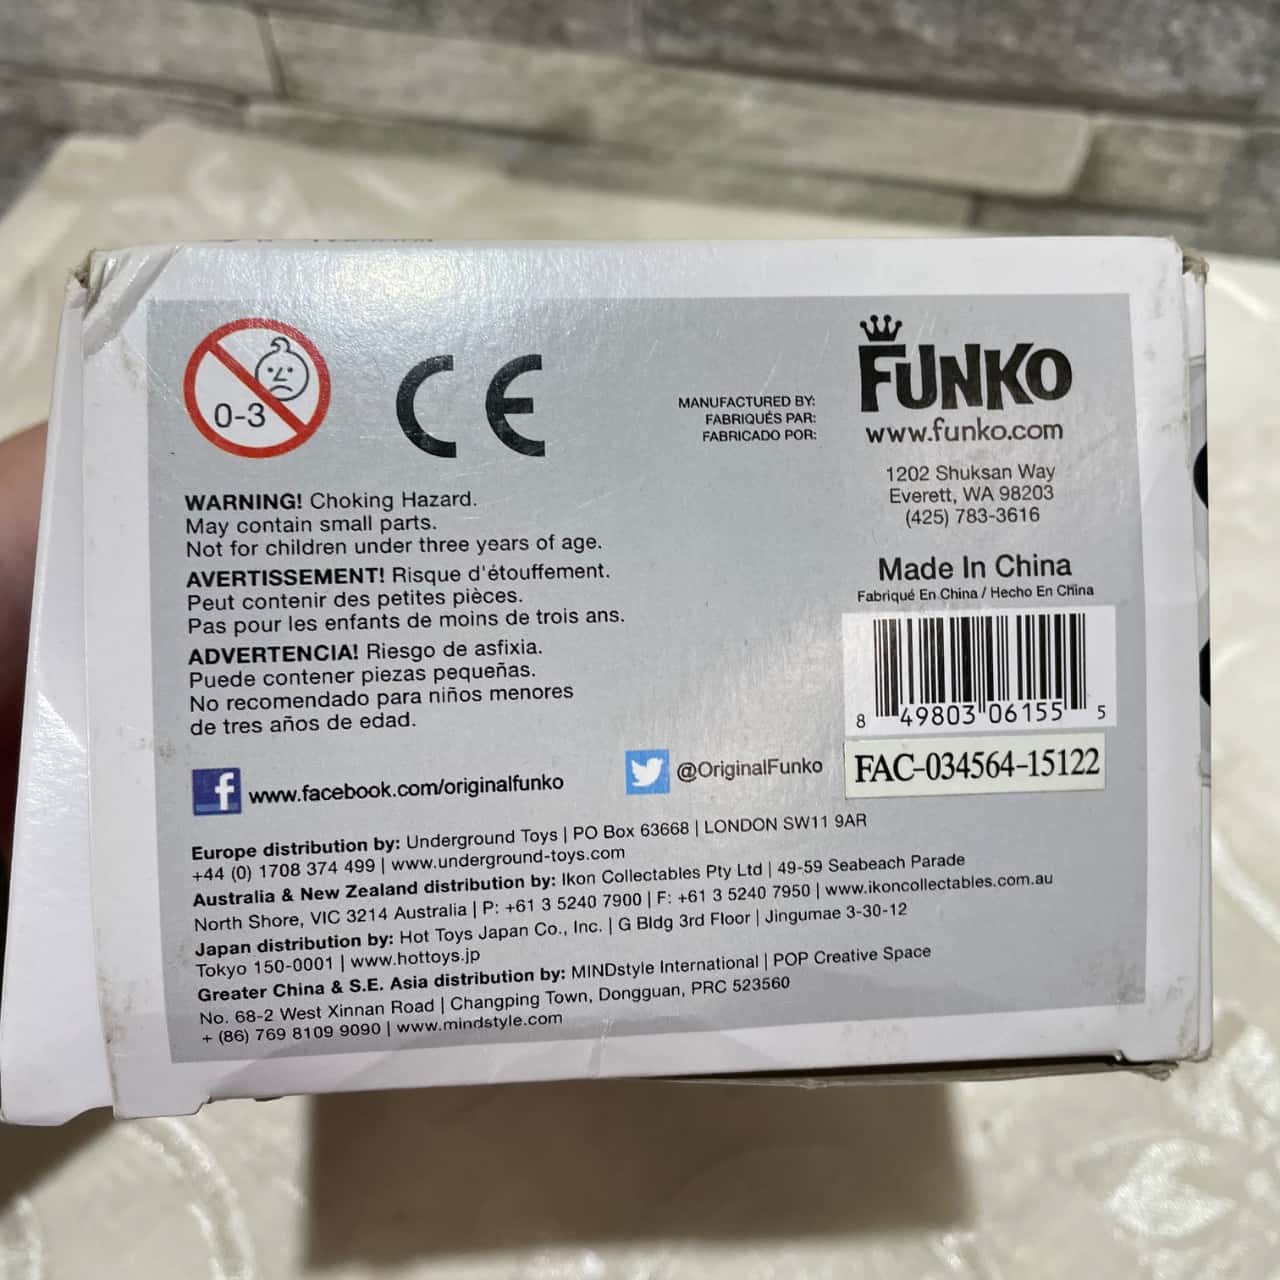 0-3
CE
MANUFACTURED BY:
FABRIQUÉS PAR:
FABRICADO POR:
FUNKO
www.funko.com
1202 Shuksan Way
Everett, WA 98203
(425) 783-3616
Made In China
Fabriqué En China / Hecho En China
8 49803 06155 5
FAC-034564-15122
WARNING! Choking Hazard.
May contain small parts.
Not for children under three years of age.
AVERTISSEMENT! Risque d'étouffement.
Peut contenir des petites pièces.
Pas pour les enfants de moins de trois ans.
ADVERTENCIA! Riesgo de asfixia.
Puede contener piezas pequeñas.
No recomendado para niños menores
de tres años de edad.
f www.facebook.com/originalfunko
@OriginalFunko
Europe distribution by: Underground Toys | PO Box 63668 | LONDON SW11 9AR
+44 (0) 1708 374 499 | www.underground-toys.com
Australia & New Zealand distribution by: Ikon Collectables Pty Ltd | 49-59 Seabeach Parade
North Shore, VIC 3214 Australia | P: +61 3 5240 7900 | F: +61 3 5240 7950 | www.ikoncollectables.com.au
Japan distribution by: Hot Toys Japan Co., Inc. | G Bldg 3rd Floor | Jingumae 3-30-12
Tokyo 150-0001 | www.hottoys.jp
Greater China & S.E. Asia distribution by: MINDstyle International | POP Creative Space
No. 68-2 West Xinnan Road | Changping Town, Dongguan, PRC 523560
+ (86) 769 8109 9090 | www.mindstyle.com